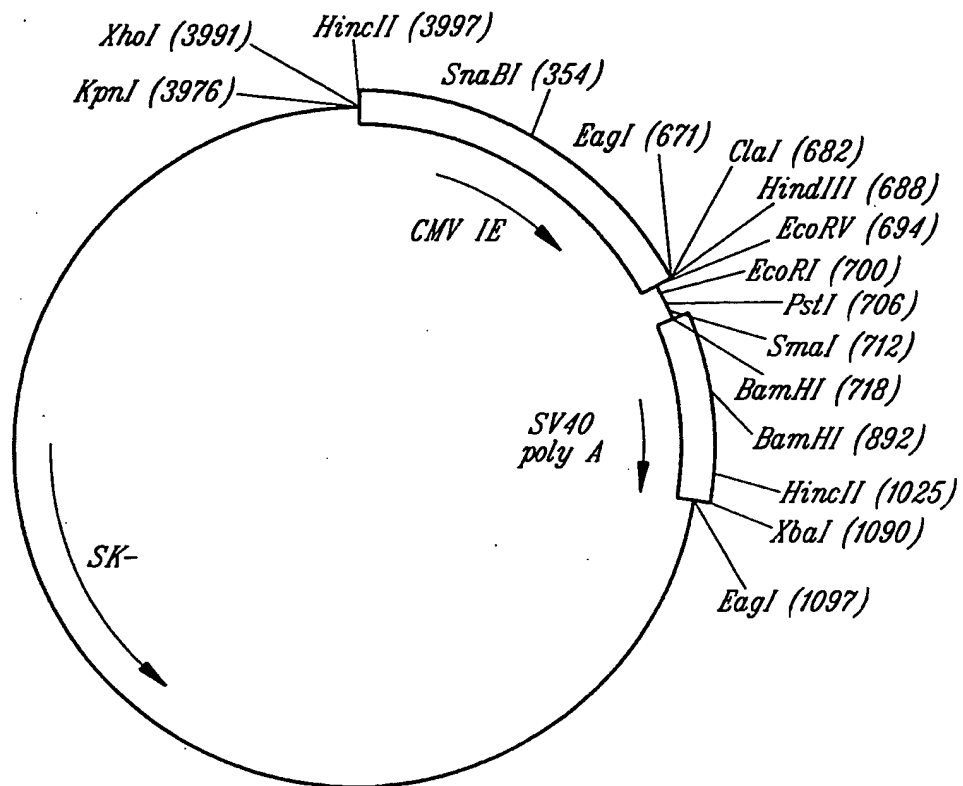 HincII (3997)
XhoI (3991)
KpnI (3976)
SnaBI (354)
EagI (671)
ClaI (682)
HindIII (688)
EcoRV (694)
EcoRI (700)
PstI (706)
SmaI (712)
BamHI (718)
BamHI (892)
HincII (1025)
XbaI (1090)
EagI (1097)
CMV IE
SV40
poly A
SK-